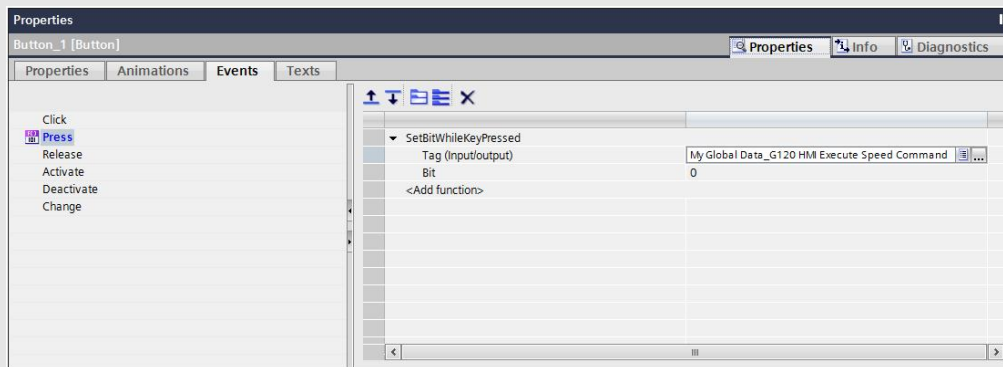 Properties
Button_1 [Button]
Properties Info Diagnostics
Properties Animations Events Texts
Click
Press
Release
Activate
Deactivate
Change
SetBitWhileKeyPressed
Tag (Input/output) My Global Data_G120 HMI Execute Speed Command ...
Bit 0
<Add function>